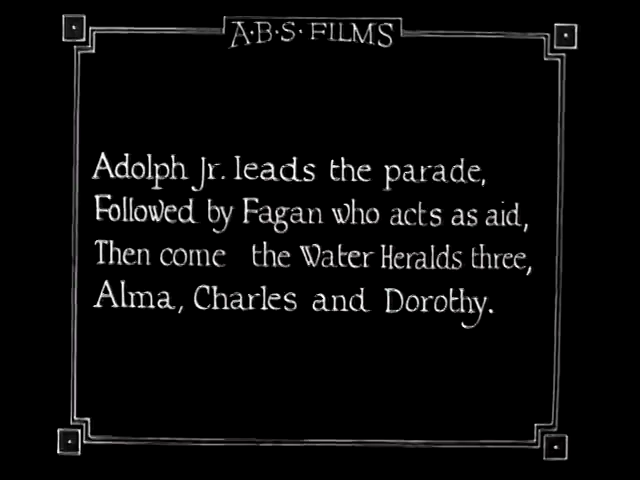 A·B·S· FILMS
Adolph Jr. leads the parade,
Followed by Fagan who acts as aid,
Then come the Water Heralds three,
Alma, Charles and Dorothy.